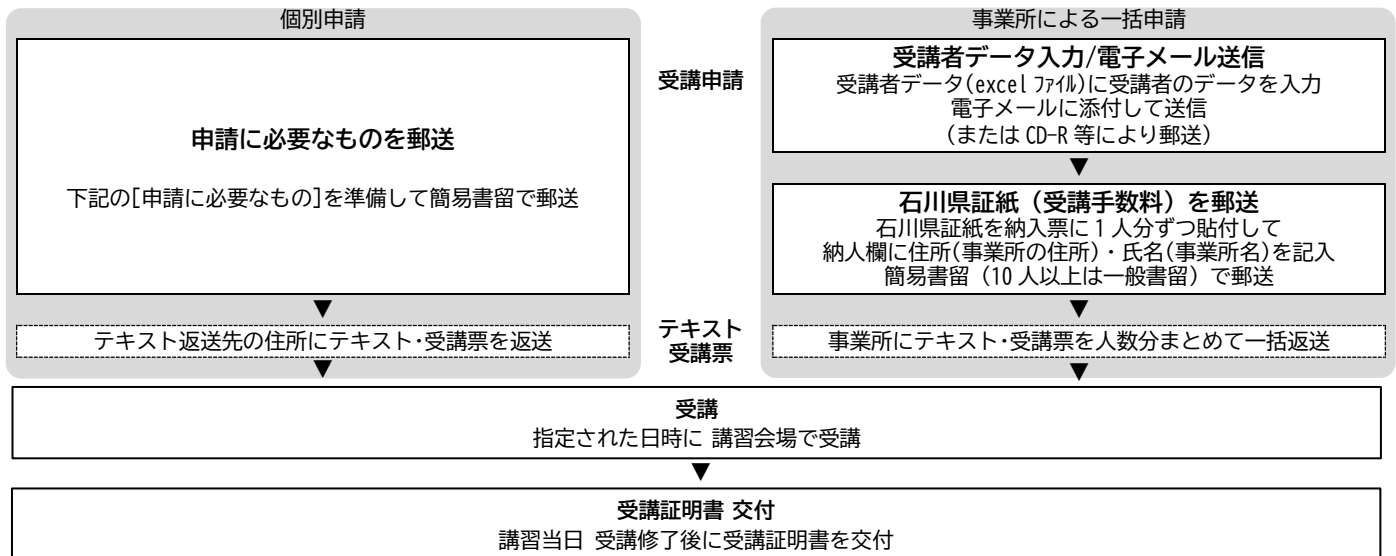 個別申請
申請に必要なものを郵送
下記の[申請に必要なもの]を準備して簡易書留で郵送
▼
テキスト返送先の住所にテキスト・受講票を返送
▼
受講申請
テキスト
受講票
事業所による一括申請
受講者データ入力/電子メール送信
受講者データ(excel ﾌｧｲﾙ)に受講者のデータを入力
電子メールに添付して送信
(または CD-R 等により郵送)
▼
石川県証紙（受講手数料）を郵送
石川県証紙を納入票に1人分ずつ貼付して
納人欄に住所(事業所の住所)・氏名(事業所名)を記入
簡易書留（10人以上は一般書留）で郵送
▼
事業所にテキスト・受講票を人数分まとめて一括返送
▼
受講
指定された日時に 講習会場で受講
▼
受講証明書 交付
講習当日 受講修了後に受講証明書を交付